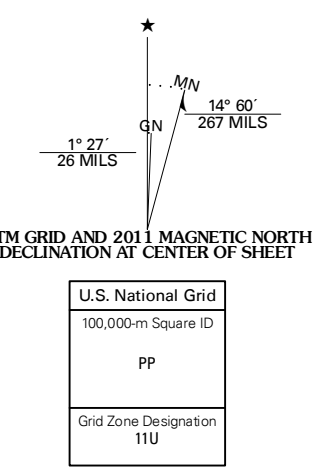 ★
MN
GN
14° 60´
267 MILS
1° 27´
26 MILS
TM GRID AND 2011 MAGNETIC NORTH
DECLINATION AT CENTER OF SHEET
U.S. National Grid
100,000-m Square ID
PP
Grid Zone Designation
11U